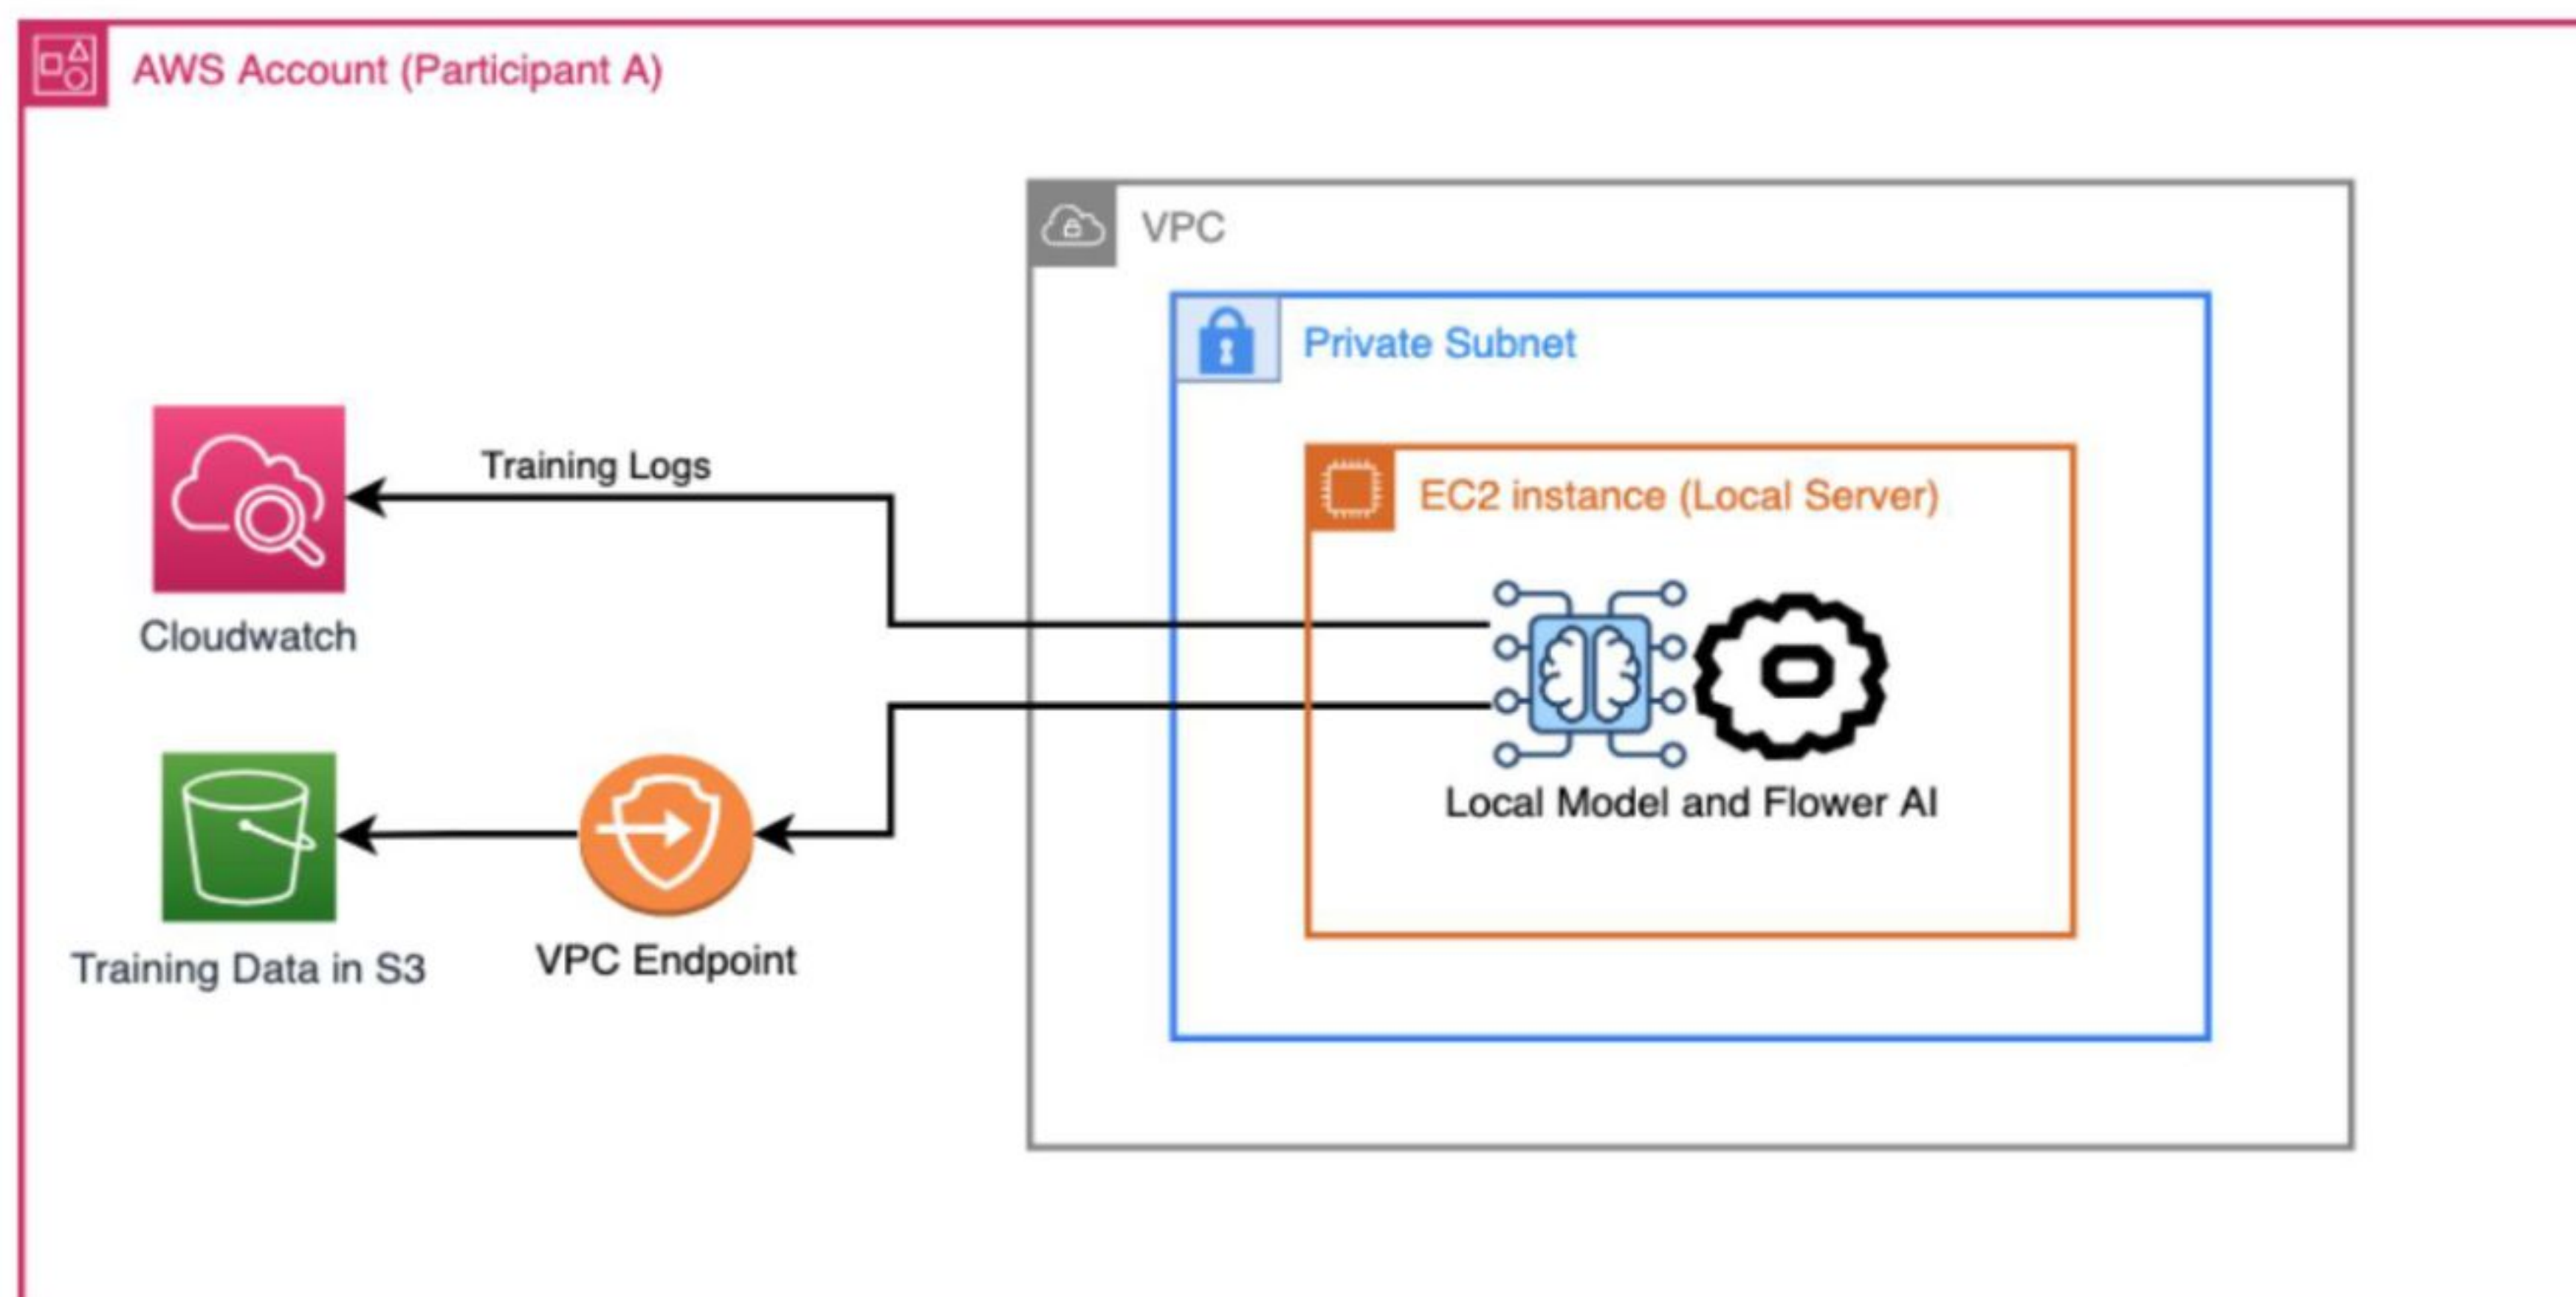 AWS Account (Participant A)
VPC
Private Subnet
EC2 instance (Local Server)
Training Logs
Cloudwatch
Local Model and Flower AI
VPC Endpoint
Training Data in S3